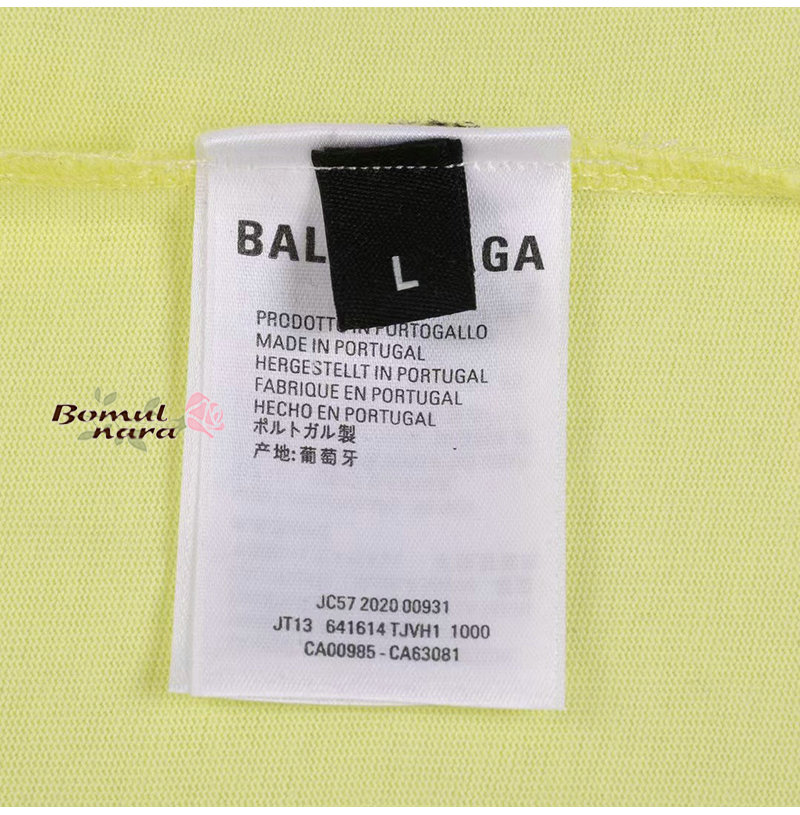 BAL GA
L
PRODOTTO IN PORTOGALLO
MADE IN PORTUGAL
HERGESTELLT IN PORTUGAL
FABRIQUE EN PORTUGAL
HECHO EN PORTUGAL
ポルトガル製
产地:葡萄牙
Bomul
nara
JC57 2020 00931
JT13 641614 TJVH1 1000
CA00985 - CA63081